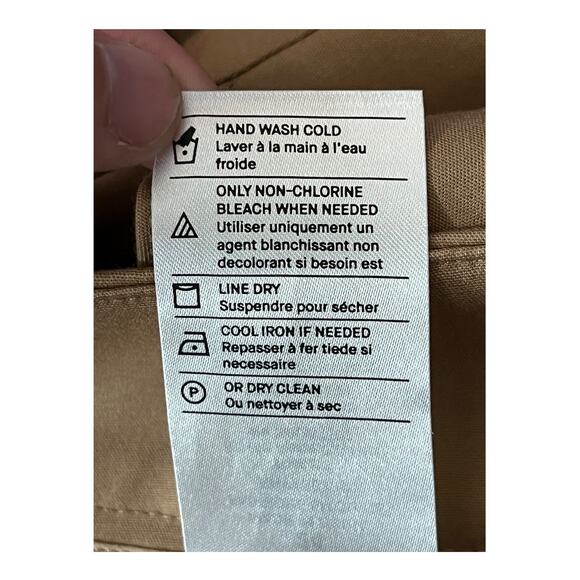 HAND WASH COLD
Laver à la main à l'eau
froide
ONLY NON-CHLORINE
BLEACH WHEN NEEDED
Utiliser uniquement un
agent blanchissant non
decolorant si besoin est
LINE DRY
Suspendre pour sécher
COOL IRON IF NEEDED
Repasser à fer tiede si
necessaire
P OR DRY CLEAN
Ou nettoyer à sec